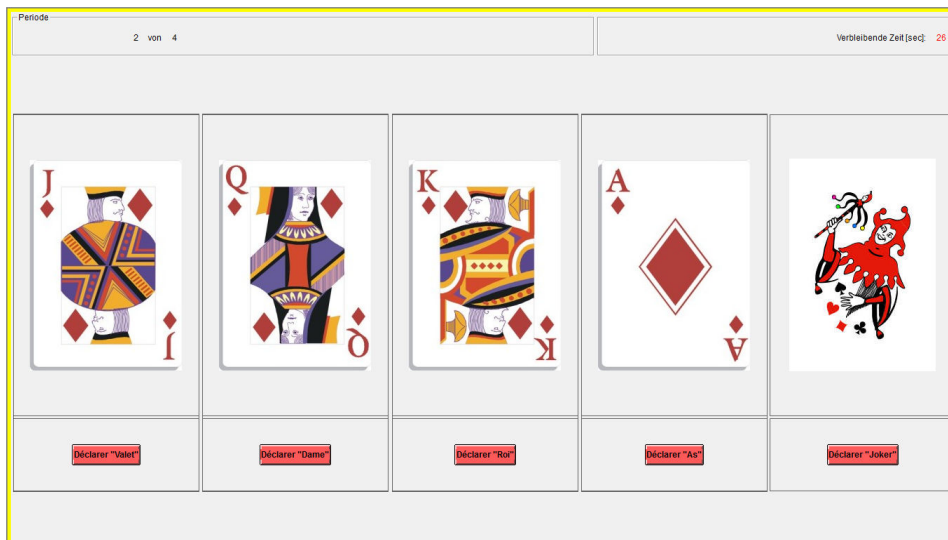 Periode
2 von 4
Verbleibende Zeit [sec]: 26
J
Q
K
A
J
Q
K
A
Déclarer "Valet"
Déclarer "Dame"
Déclarer "Roi"
Déclarer "As"
Déclarer "Joker"